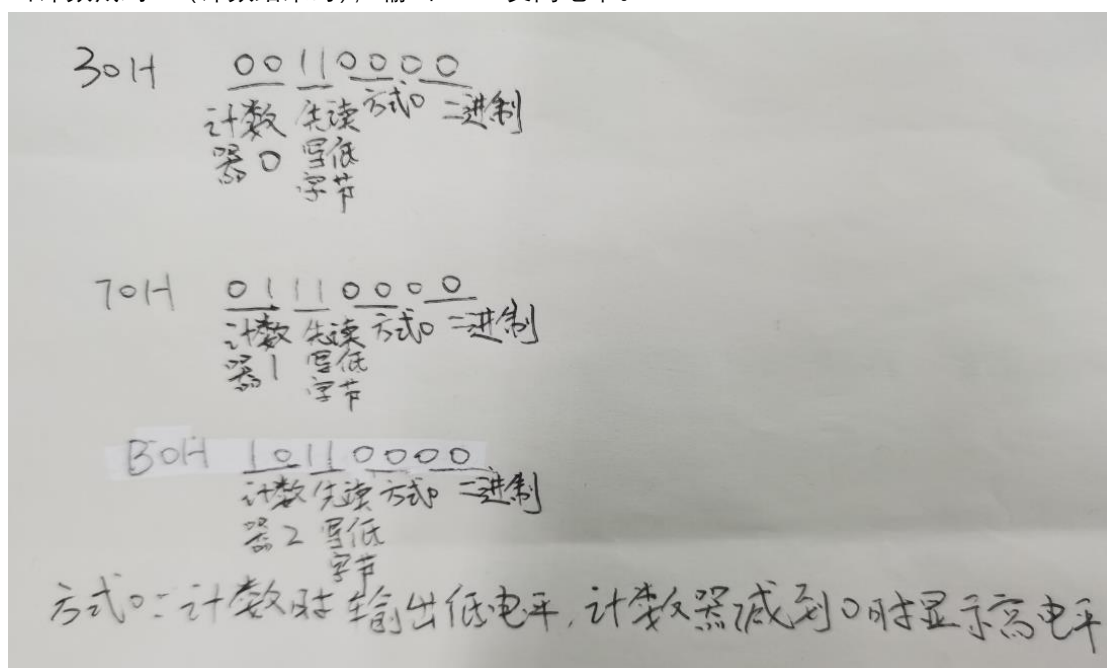 30H 00110000
计数 先读 方式0 二进制
器0 写低
字节
70H 01110000
计数 先读 方式0 二进制
器1 写低
字节
B0H 10110000
计数 先读 方式0 二进制
器2 写低
字节
方式0:计数时输出低电平,计数器减到0时显示高电平